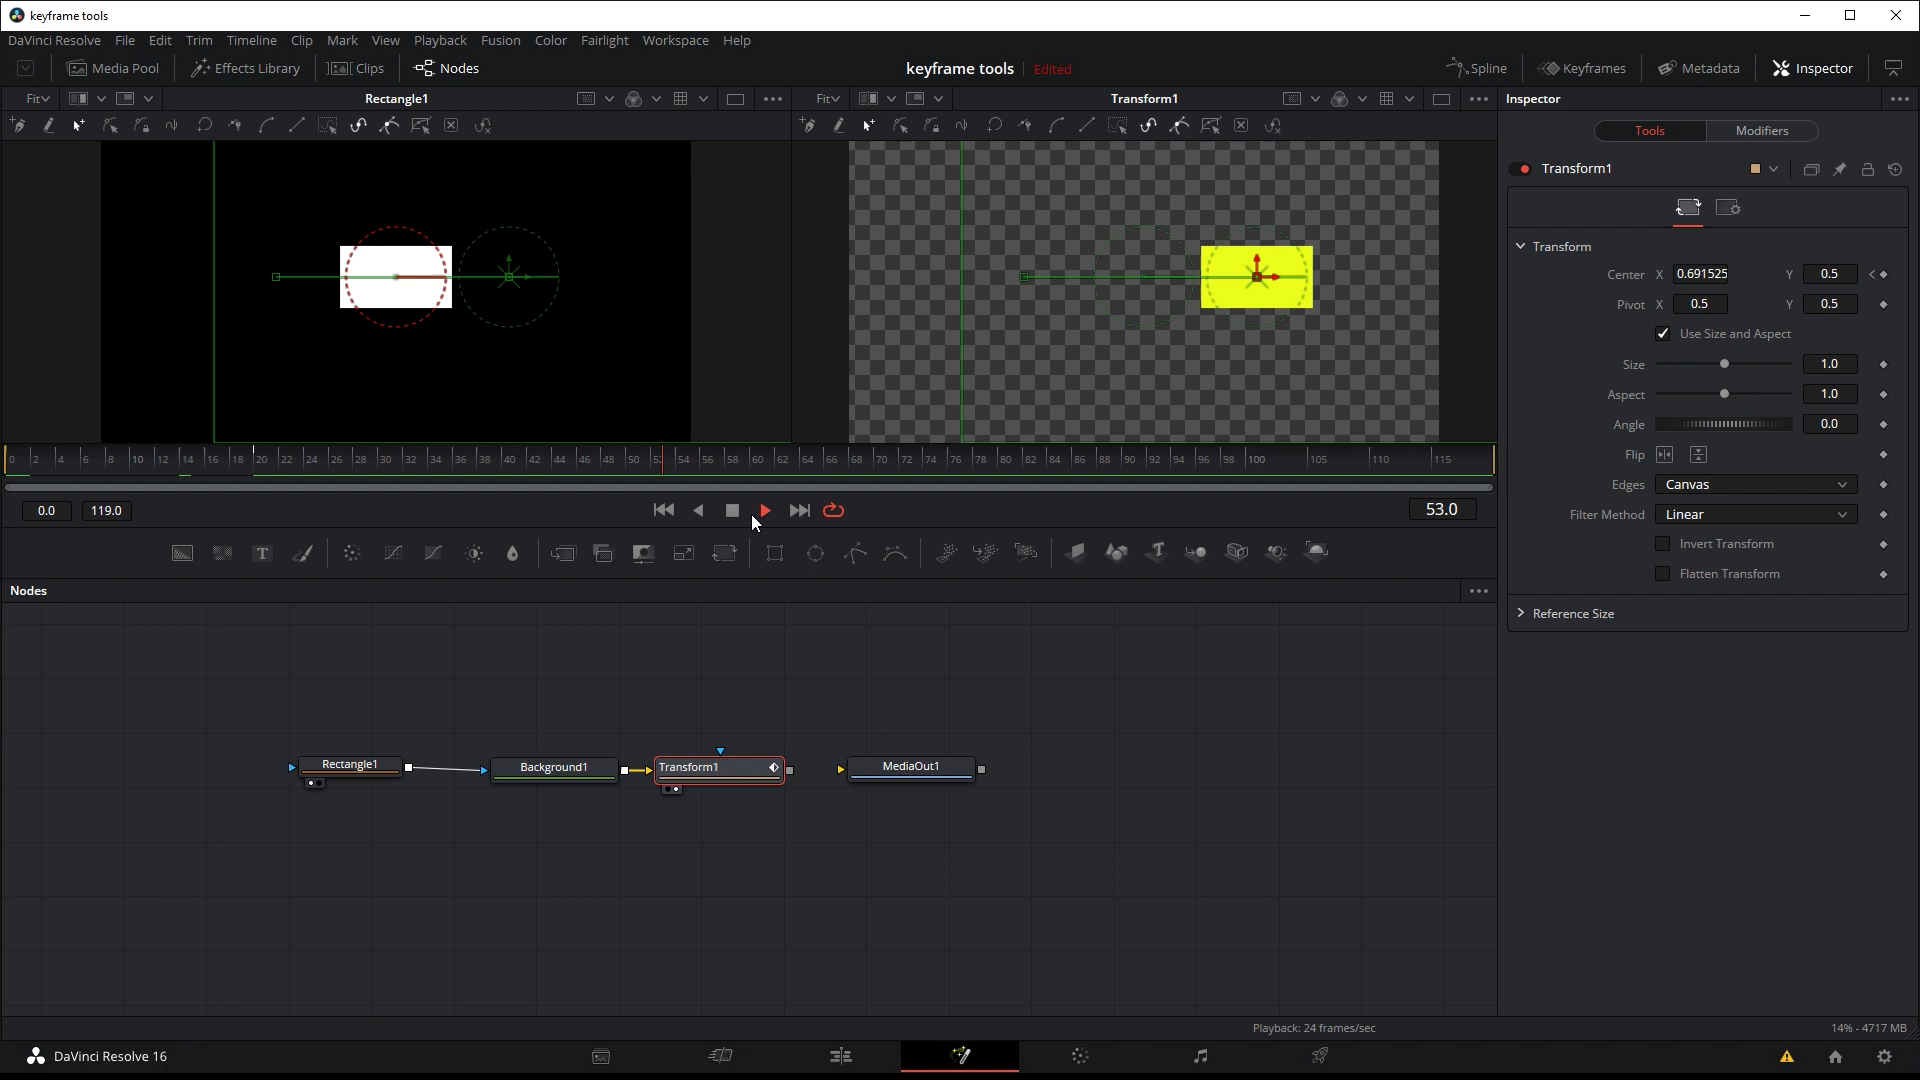 keyframe tools
DaVinci Resolve File Edit Trim Timeline Clip Mark View Playback Fusion Color Fairlight Workspace Help
Media Pool Effects Library Clips Nodes keyframe tools Edited Spline Keyframes Metadata Inspector
Fit Rectangle1 Fit Transform1 Inspector
Tools Modifiers
Transform1
Transform
Center X 0.691525 Y 0.5
Pivot X 0.5 Y 0.5
Use Size and Aspect
Size 1.0
Aspect 1.0
Angle 0.0
Flip
Edges Canvas
Filter Method Linear
Invert Transform
Flatten Transform
Reference Size
0 2 4 6 8 10 12 14 16 18 20 22 24 26 28 30 32 34 36 38 40 42 44 46 48 50 52 54 56 58 60 62 64 66 68 70 72 74 76 78 80 82 84 86 88 90 92 94 96 98 100 105 110 115
0.0 119.0 53.0
T
Nodes
Rectangle1 Background1 Transform1 MediaOut1
Playback: 24 frames/sec 14% - 4717 MB
DaVinci Resolve 16